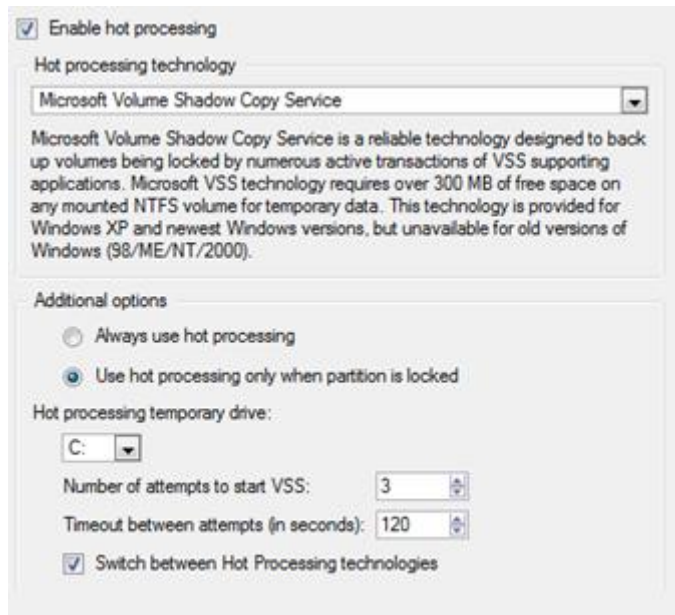 Enable hot processing
Hot processing technology
Microsoft Volume Shadow Copy Service
Microsoft Volume Shadow Copy Service is a reliable technology designed to back
up volumes being locked by numerous active transactions of VSS supporting
applications. Microsoft VSS technology requires over 300 MB of free space on
any mounted NTFS volume for temporary data. This technology is provided for
Windows XP and newest Windows versions, but unavailable for old versions of
Windows (98/ME/NT/2000).
Additional options
Always use hot processing
Use hot processing only when partition is locked
Hot processing temporary drive:
C:
Number of attempts to start VSS: 3
Timeout between attempts (in seconds): 120
Switch between Hot Processing technologies